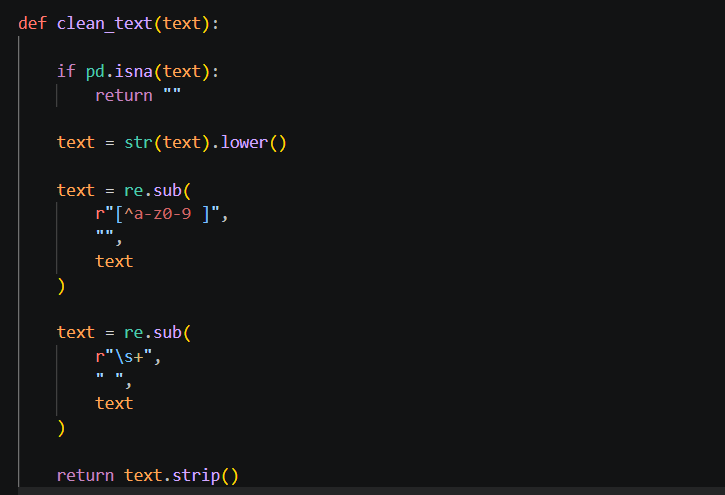 def clean_text(text):
    if pd.isna(text):
        return ""
    text = str(text).lower()
    text = re.sub(
        r"[^a-z0-9 ]",
        "",
        text
    )
    text = re.sub(
        r"\s+",
        " ",
        text
    )
    return text.strip()